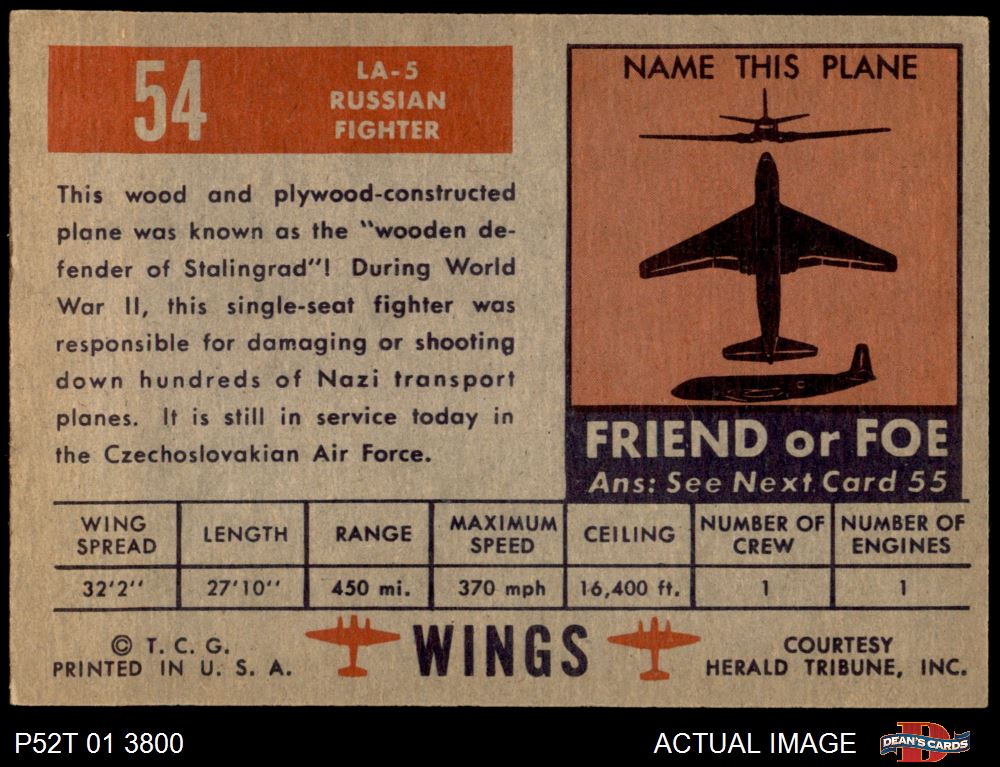 54
LA-5
RUSSIAN
FIGHTER
This wood and plywood-constructed
plane was known as the "wooden de-
fender of Stalingrad"! During World
War II, this single-seat fighter was
responsible for damaging or shooting
down hundreds of Nazi transport
planes. It is still in service today in
the Czechoslovakian Air Force.
NAME THIS PLANE
FRIEND or FOE
Ans: See Next Card 55
WING SPREAD LENGTH RANGE MAXIMUM SPEED CEILING NUMBER OF CREW NUMBER OF ENGINES
32'2'' 27'10'' 450 mi. 370 mph 16,400 ft. 1 1
© T. C. G.
PRINTED IN U. S. A.
WINGS
COURTESY
HERALD TRIBUNE, INC.
P52T 01 3800
ACTUAL IMAGE
D
DEAN'S CARDS